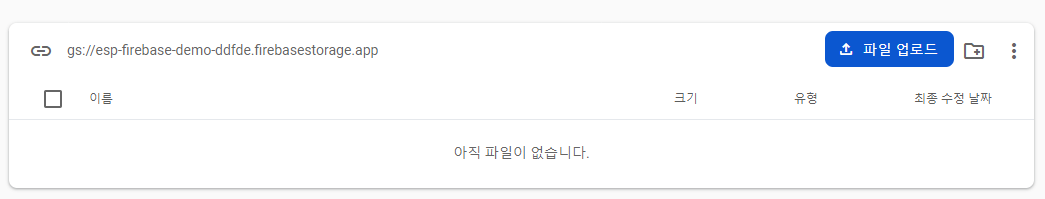 gs://esp-firebase-demo-ddfde.firebasestorage.app 파일 업로드
이름 크기 유형 최종 수정 날짜
아직 파일이 없습니다.